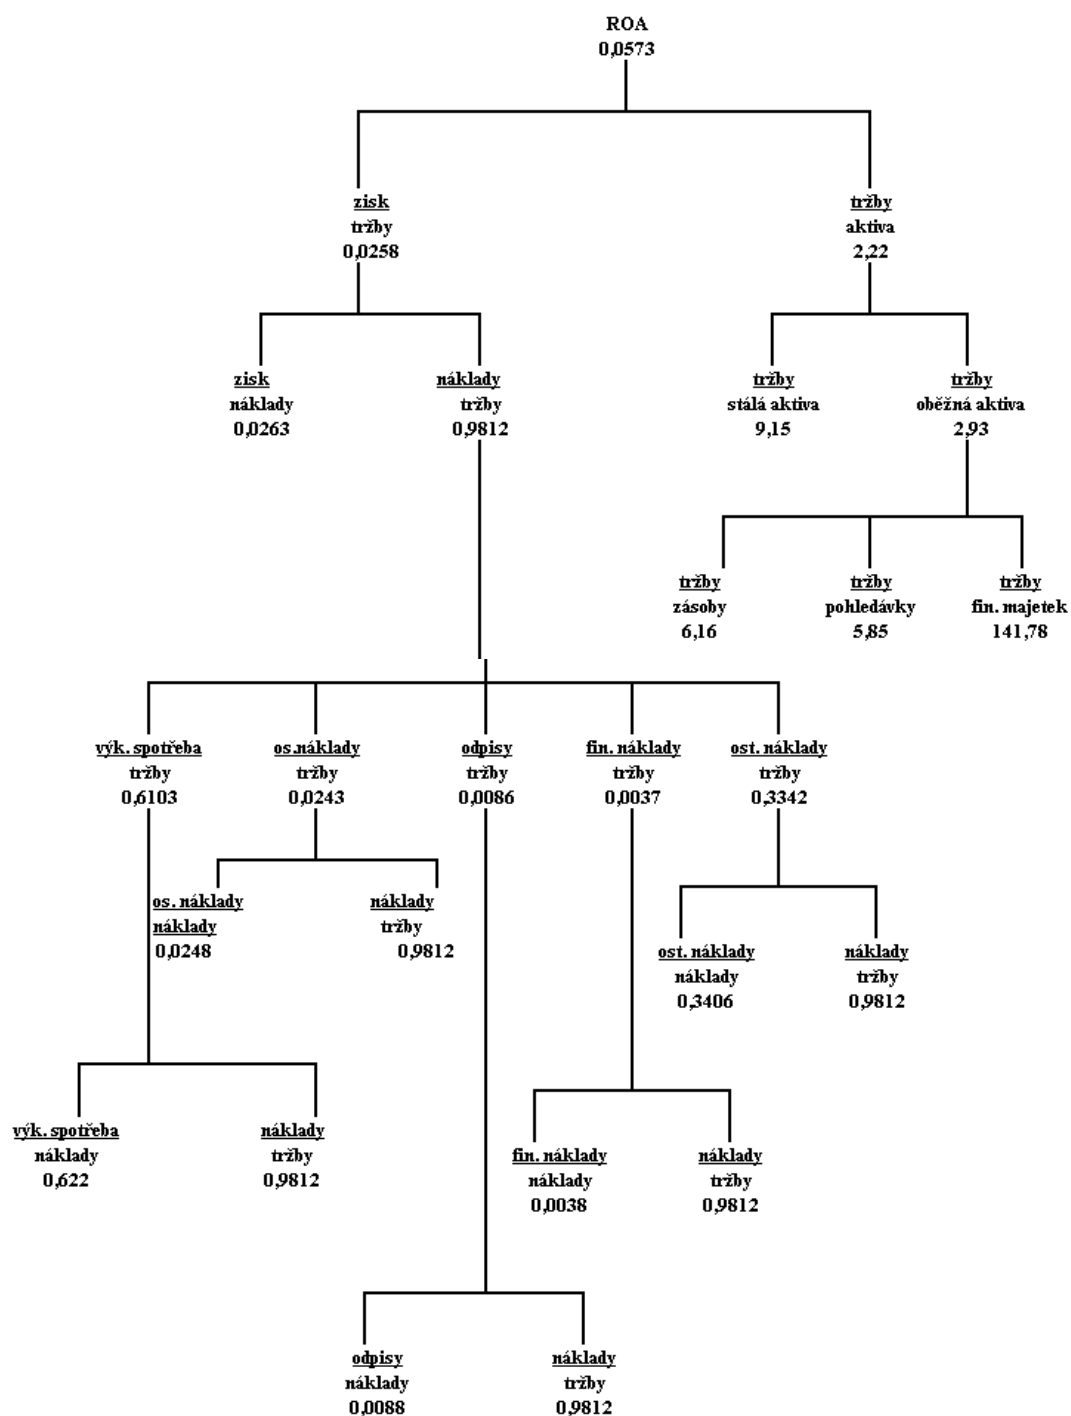 ROA
0,0573
zisk
tržby
0,0258
tržby
aktiva
2,22
zisk
náklady
0,0263
náklady
tržby
0,9812
tržby
stálá aktiva
9,15
tržby
oběžná aktiva
2,93
tržby
zásoby
6,16
tržby
pohledávky
5,85
tržby
fin. majetek
141,78
výk. spotřeba
tržby
0,6103
os.náklady
tržby
0,0243
odpisy
tržby
0,0086
fin. náklady
tržby
0,0037
ost. náklady
tržby
0,3342
os. náklady
náklady
0,0248
náklady
tržby
0,9812
ost. náklady
náklady
0,3406
náklady
tržby
0,9812
výk. spotřeba
náklady
0,622
náklady
tržby
0,9812
fin. náklady
náklady
0,0038
náklady
tržby
0,9812
odpisy
náklady
0,0088
náklady
tržby
0,9812